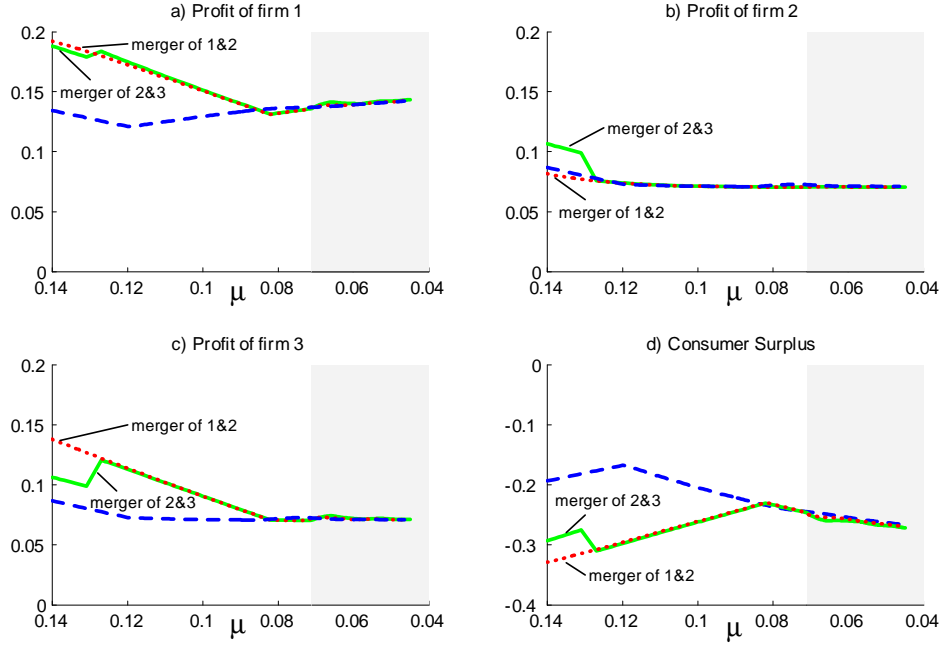 a) Profit of firm 1
0.2
0.15
0.1
0.05
0
merger of 1&2
merger of 2&3
0.14 0.12 0.1 0.08 0.06 0.04
μ
b) Profit of firm 2
0.2
0.15
0.1
0.05
0
merger of 2&3
merger of 1&2
0.14 0.12 0.1 0.08 0.06 0.04
μ
c) Profit of firm 3
0.2
0.15
0.1
0.05
0
merger of 1&2
merger of 2&3
0.14 0.12 0.1 0.08 0.06 0.04
μ
d) Consumer Surplus
0
-0.1
-0.2
-0.3
-0.4
merger of 2&3
merger of 1&2
0.14 0.12 0.1 0.08 0.06 0.04
μ